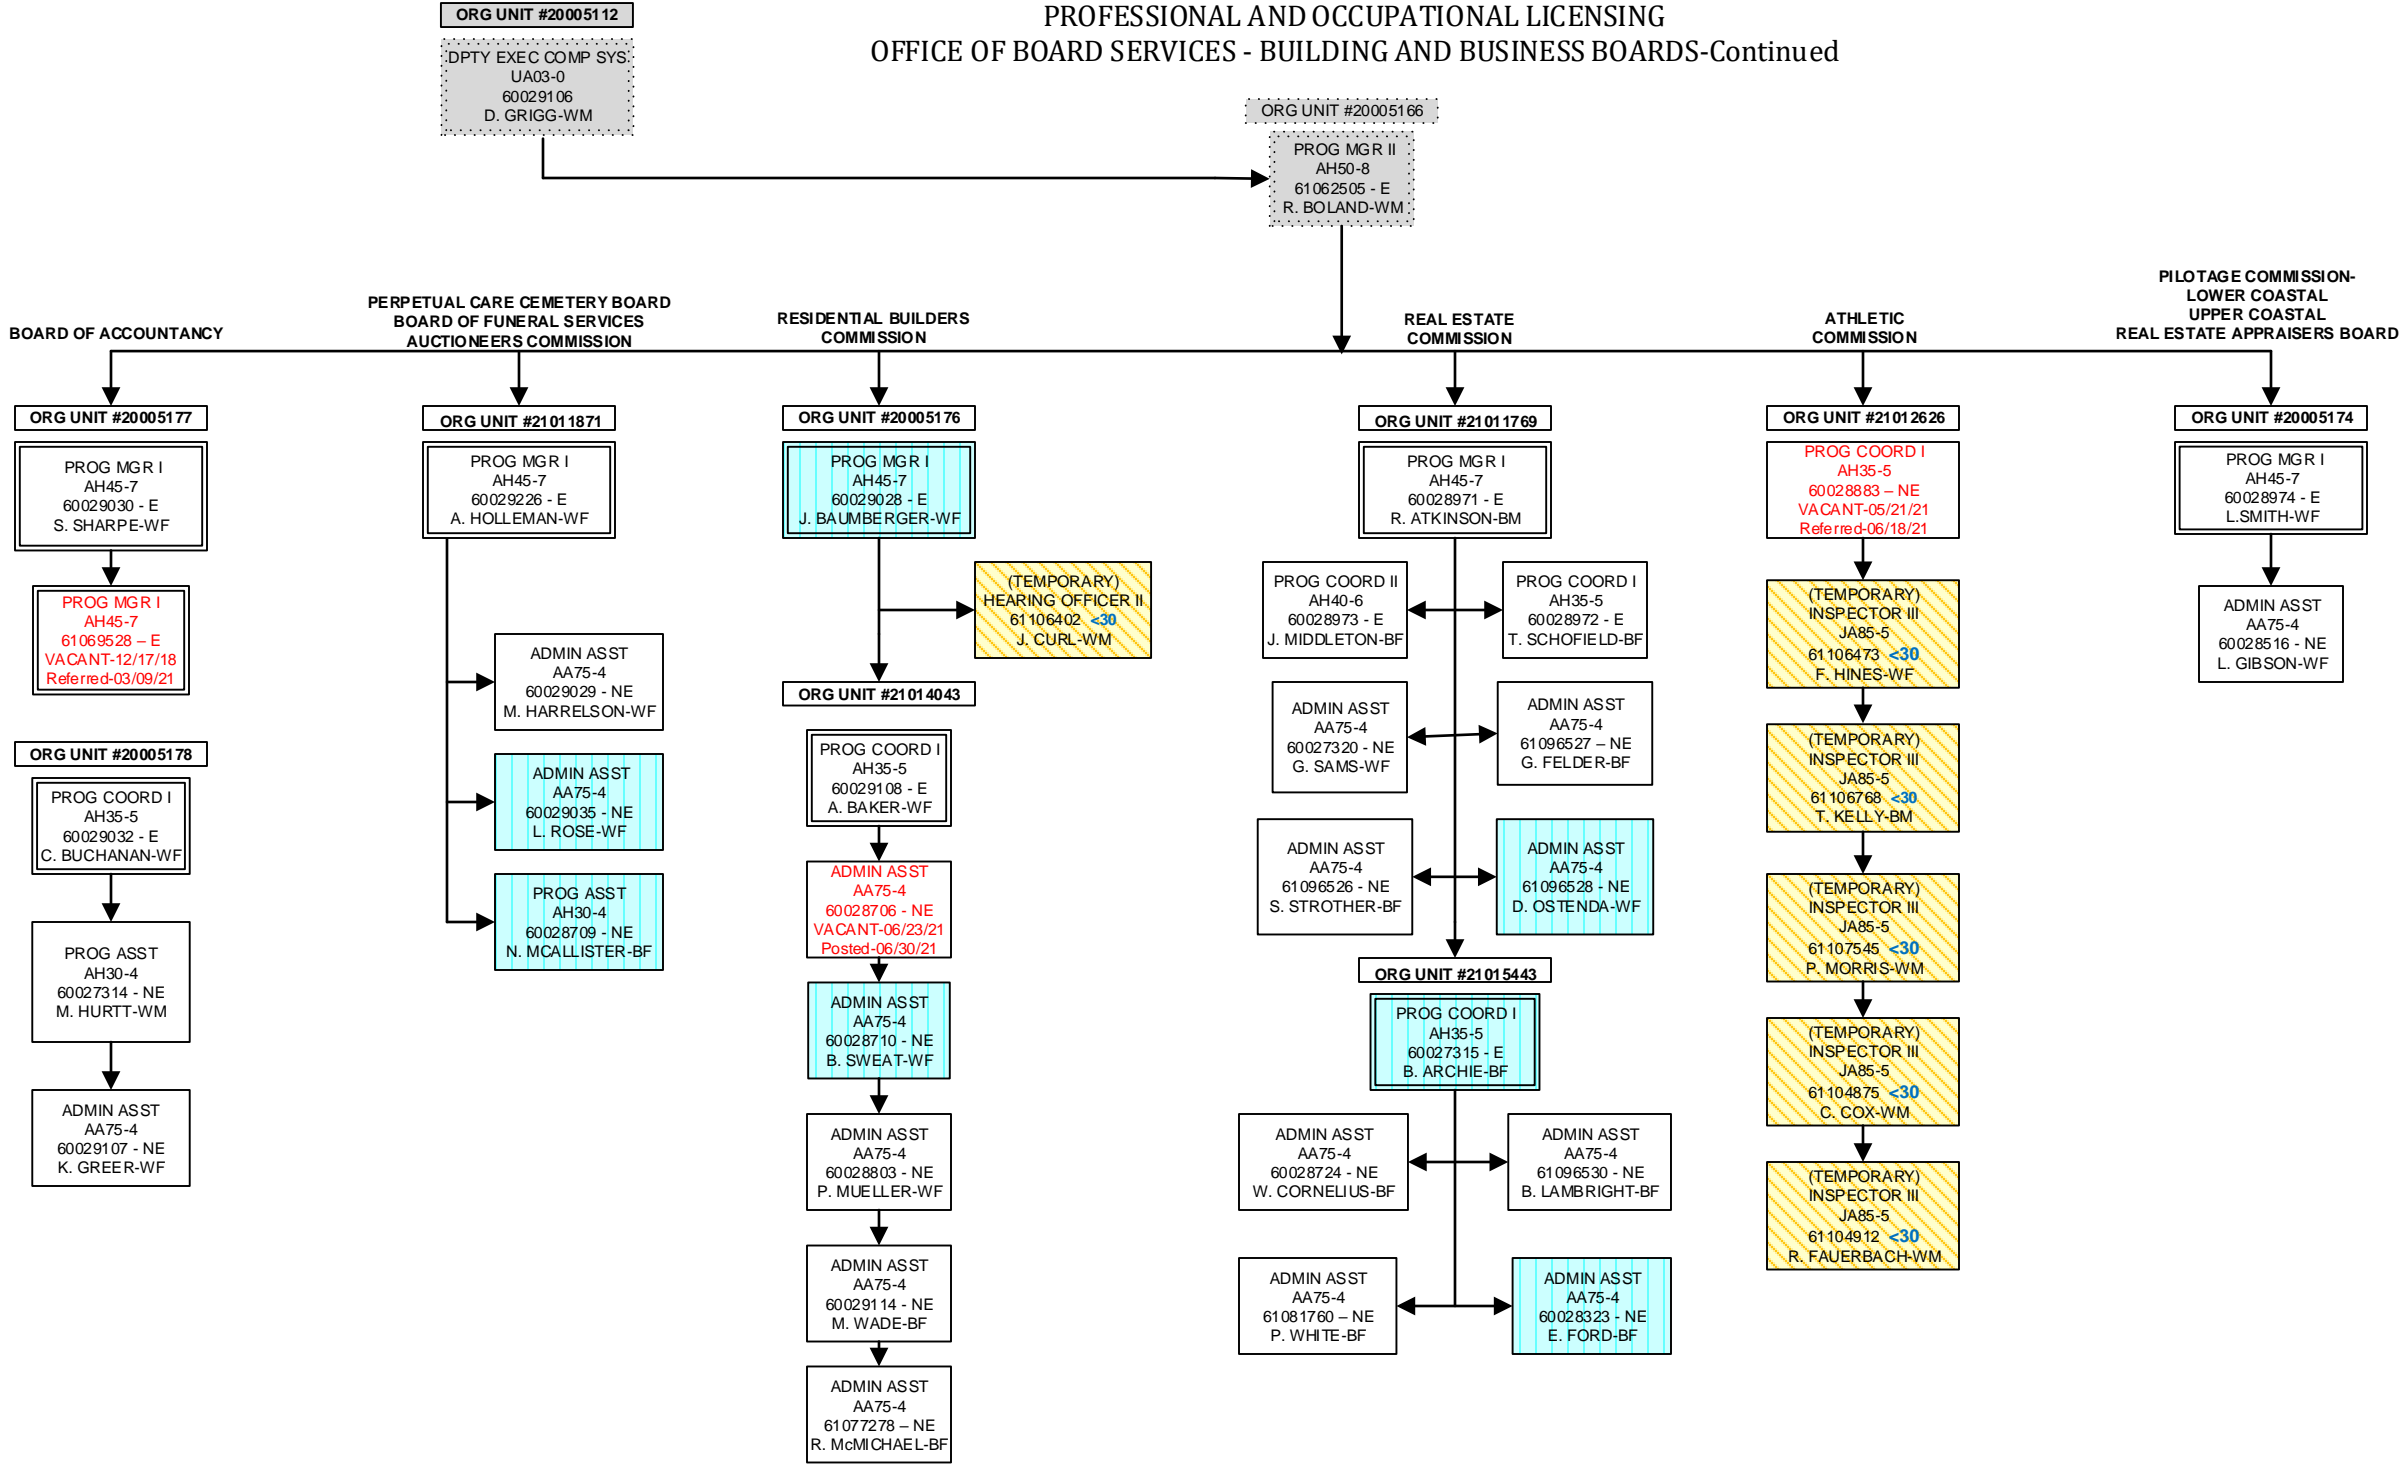 ORG UNIT #20005112
DPTY EXEC COMP SYS
UA03-0
60029106
D. GRIGG-WM
PROFESSIONAL AND OCCUPATIONAL LICENSING
OFFICE OF BOARD SERVICES - BUILDING AND BUSINESS BOARDS-Continued
ORG UNIT #20005166
PROG MGR II
AH50-8
61062505 - E
R. BOLAND-WM
BOARD OF ACCOUNTANCY
ORG UNIT #20005177
PROG MGR I
AH45-7
60029030 - E
S. SHARPE-WF
PROG MGR I
AH45-7
61069528 – E
VACANT-12/17/18
Referred-03/09/21
ORG UNIT #20005178
PROG COORD I
AH35-5
60029032 - E
C. BUCHANAN-WF
PROG ASST
AH30-4
60027314 - NE
M. HURTT-WM
ADMIN ASST
AA75-4
60029107 - NE
K. GREER-WF
PERPETUAL CARE CEMETERY BOARD
BOARD OF FUNERAL SERVICES
AUCTIONEERS COMMISSION
ORG UNIT #21011871
PROG MGR I
AH45-7
60029226 - E
A. HOLLEMAN-WF
ADMIN ASST
AA75-4
60029029 - NE
M. HARRELSON-WF
ADMIN ASST
AA75-4
60029035 - NE
L. ROSE-WF
PROG ASST
AH30-4
60028709 - NE
N. MCALLISTER-BF
RESIDENTIAL BUILDERS
COMMISSION
ORG UNIT #20005176
PROG MGR I
AH45-7
60029028 - E
J. BAUMBERGER-WF
(TEMPORARY)
HEARING OFFICER II
61106402 <30
J. CURL-WM
ORG UNIT #21014043
PROG COORD I
AH35-5
60029108 - E
A. BAKER-WF
ADMIN ASST
AA75-4
60028706 - NE
VACANT-06/23/21
Posted-06/30/21
ADMIN ASST
AA75-4
60028710 - NE
B. SWEAT-WF
ADMIN ASST
AA75-4
60028803 - NE
P. MUELLER-WF
ADMIN ASST
AA75-4
60029114 - NE
M. WADE-BF
ADMIN ASST
AA75-4
61077278 – NE
R. McMICHAEL-BF
REAL ESTATE
COMMISSION
ORG UNIT #21011769
PROG MGR I
AH45-7
60028971 - E
R. ATKINSON-BM
PROG COORD II
AH40-6
60028973 - E
J. MIDDLETON-BF
PROG COORD I
AH35-5
60028972 - E
T. SCHOFIELD-BF
ADMIN ASST
AA75-4
60027320 - NE
G. SAMS-WF
ADMIN ASST
AA75-4
61096527 – NE
G. FELDER-BF
ADMIN ASST
AA75-4
61096526 - NE
S. STROTHER-BF
ADMIN ASST
AA75-4
61096528 - NE
D. OSTENDA-WF
ORG UNIT #21015443
PROG COORD I
AH35-5
60027315 - E
B. ARCHIE-BF
ADMIN ASST
AA75-4
60028724 - NE
W. CORNELIUS-BF
ADMIN ASST
AA75-4
61096530 - NE
B. LAMBRIGHT-BF
ADMIN ASST
AA75-4
61081760 – NE
P. WHITE-BF
ADMIN ASST
AA75-4
60028323 - NE
E. FORD-BF
ATHLETIC
COMMISSION
ORG UNIT #21012626
PROG COORD I
AH35-5
60028883 – NE
VACANT-05/21/21
Referred-06/18/21
(TEMPORARY)
INSPECTOR III
JA85-5
61106473 <30
F. HINES-WF
(TEMPORARY)
INSPECTOR III
JA85-5
61106768 <30
T. KELLY-BM
(TEMPORARY)
INSPECTOR III
JA85-5
61107545 <30
P. MORRIS-WM
(TEMPORARY)
INSPECTOR III
JA85-5
61104875 <30
C. COX-WM
(TEMPORARY)
INSPECTOR III
JA85-5
61104912 <30
R. FAUERBACH-WM
PILOTAGE COMMISSION-
LOWER COASTAL
UPPER COASTAL
REAL ESTATE APPRAISERS BOARD
ORG UNIT #20005174
PROG MGR I
AH45-7
60028974 - E
L.SMITH-WF
ADMIN ASST
AA75-4
60028516 - NE
L. GIBSON-WF